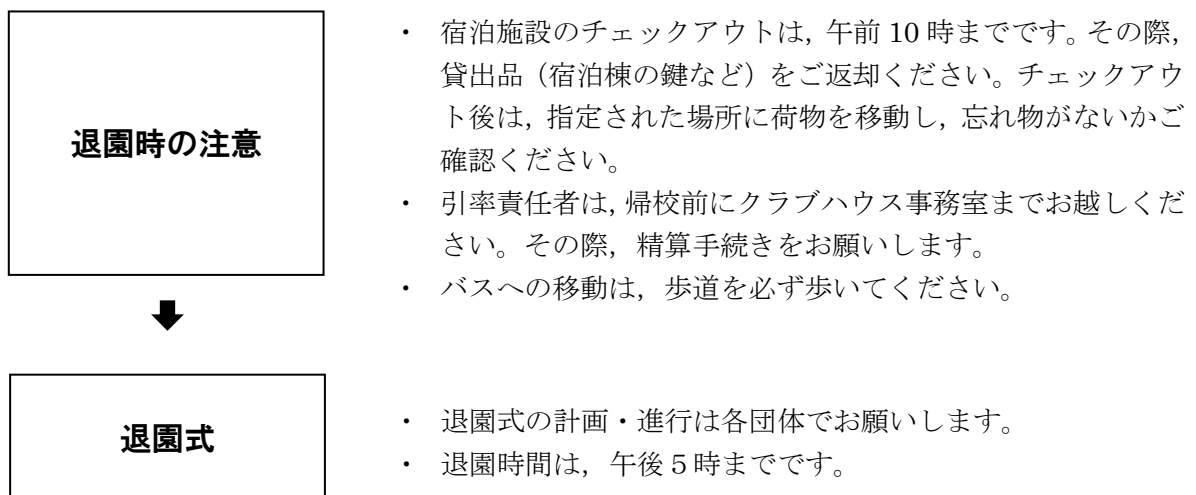 退園時の注意
・ 宿泊施設のチェックアウトは，午前 10 時までです。その際，
貸出品（宿泊棟の鍵など）をご返却ください。チェックアウ
ト後は，指定された場所に荷物を移動し，忘れ物がないかご
確認ください。
・ 引率責任者は，帰校前にクラブハウス事務室までお越しくだ
さい。その際，精算手続きをお願いします。
・ バスへの移動は，歩道を必ず歩いてください。
退園式
・ 退園式の計画・進行は各団体でお願いします。
・ 退園時間は，午後５時までです。